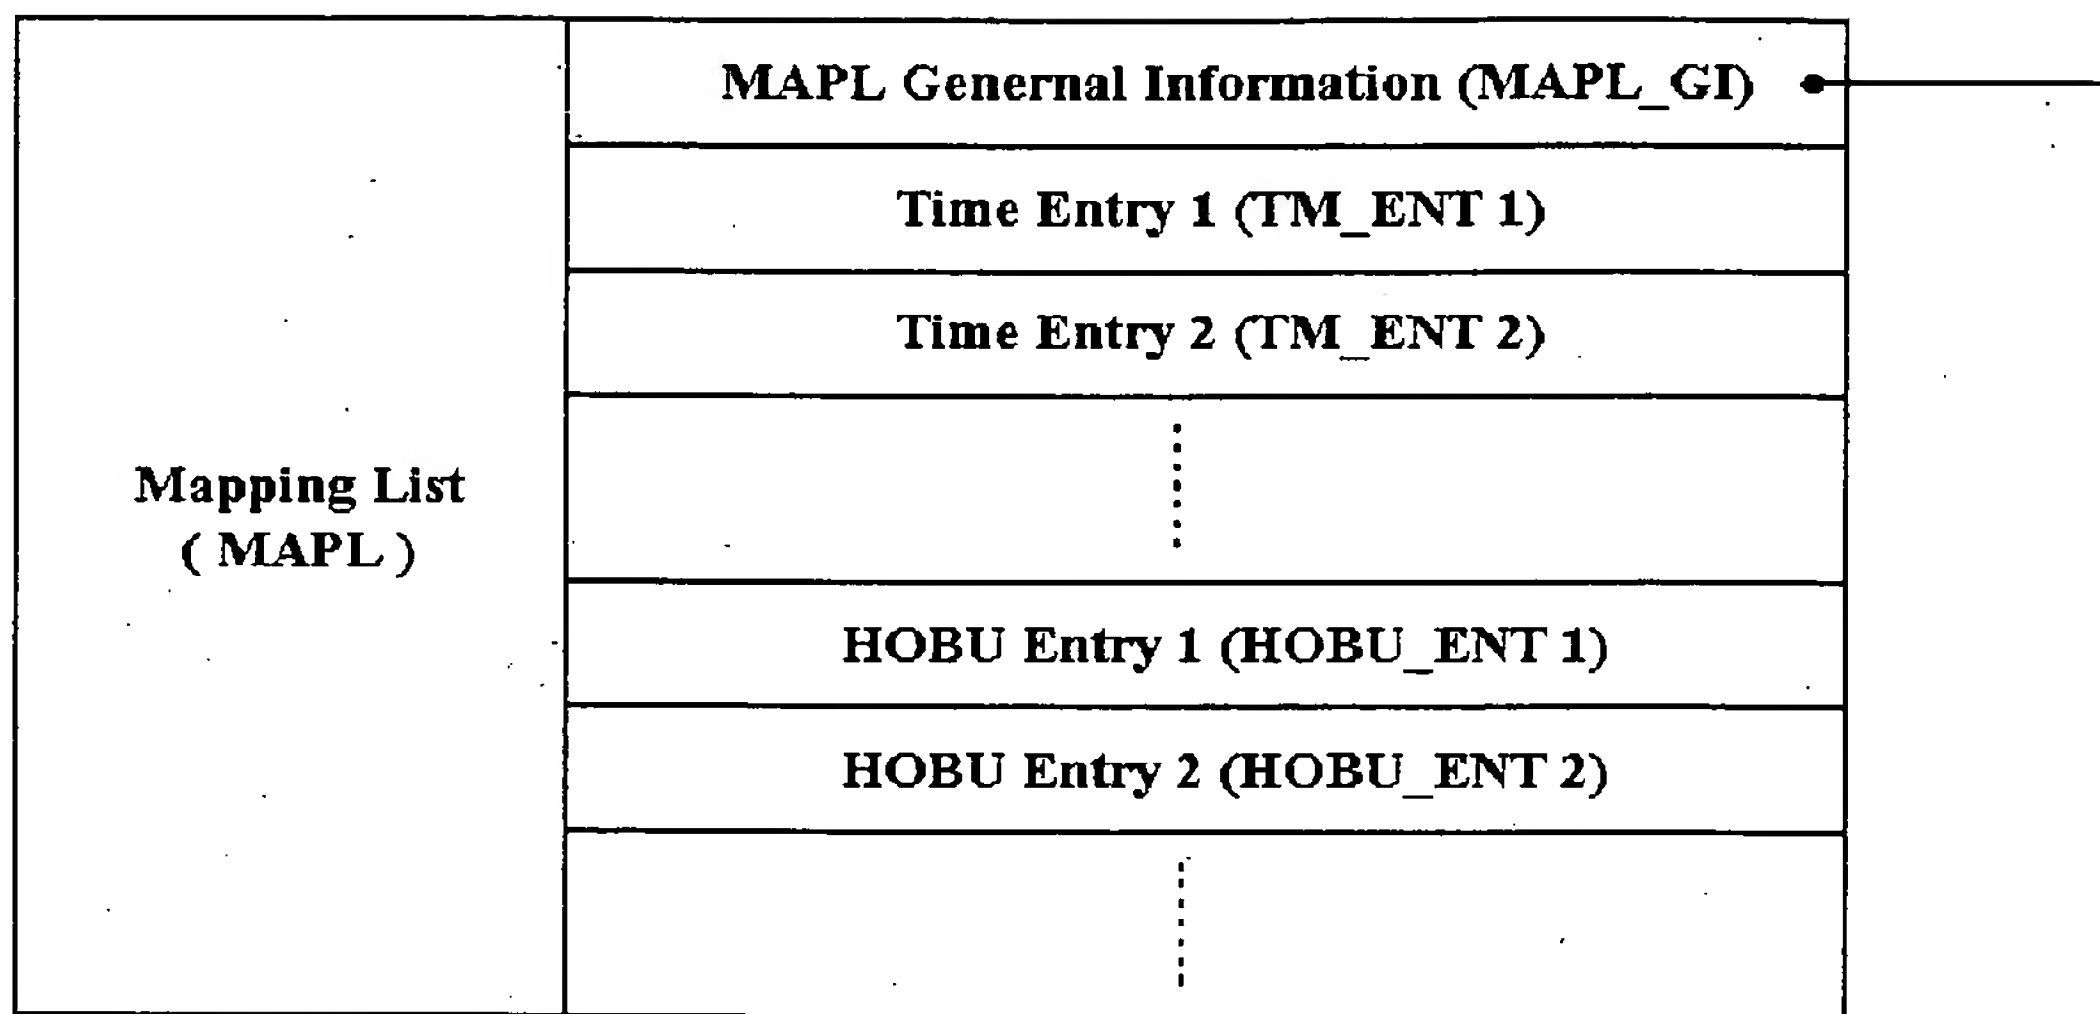 MAPL Genernal Information (MAPL_GI)
Time Entry 1 (TM_ENT 1)
Time Entry 2 (TM_ENT 2)
Mapping List
( MAPL )
HOBU Entry 1 (HOBU_ENT 1)
HOBU Entry 2 (HOBU_ENT 2)